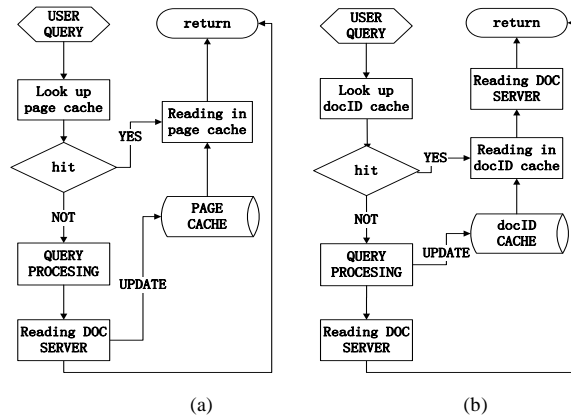 USER
QUERY
return
Look up
page cache
Reading in
page cache
YES
hit
NOT
PAGE
CACHE
QUERY
PROCESING
UPDATE
Reading DOC
SERVER
(a)
USER
QUERY
return
Look up
docID cache
Reading DOC
SERVER
YES
Reading in
docID cache
hit
NOT
docID
CACHE
UPDATE
QUERY
PROCESING
Reading DOC
SERVER
(b)